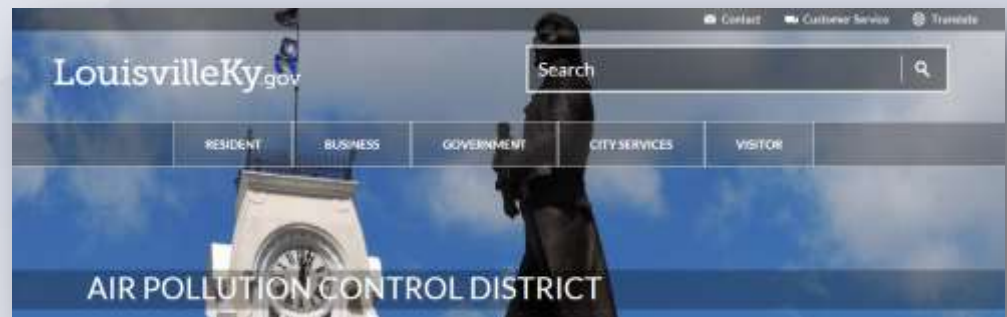 Contact Customer Service Translate
LouisvilleKy.gov
Search
RESIDENT BUSINESS GOVERNMENT CITY SERVICES VISITOR
AIR POLLUTION CONTROL DISTRICT